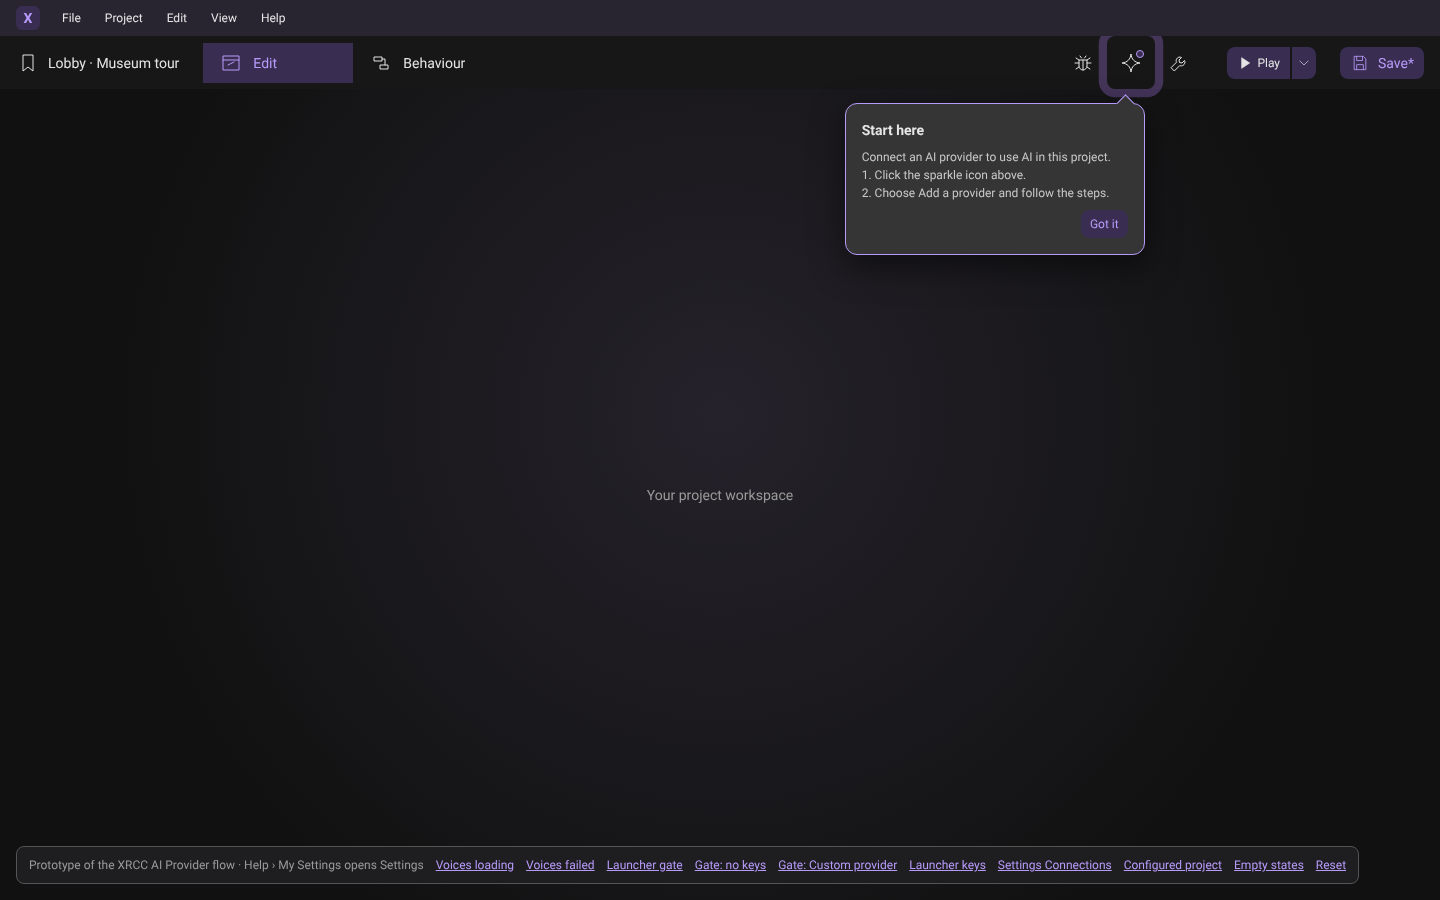 X File Project Edit View Help
Lobby · Museum tour Edit Behaviour Play Save*
Start here
Connect an AI provider to use AI in this project.
1. Click the sparkle icon above.
2. Choose Add a provider and follow the steps.
Got it
Your project workspace
Prototype of the XRCC AI Provider flow · Help › My Settings opens Settings Voices loading Voices failed Launcher gate Gate: no keys Gate: Custom provider Launcher keys Settings Connections Configured project Empty states Reset